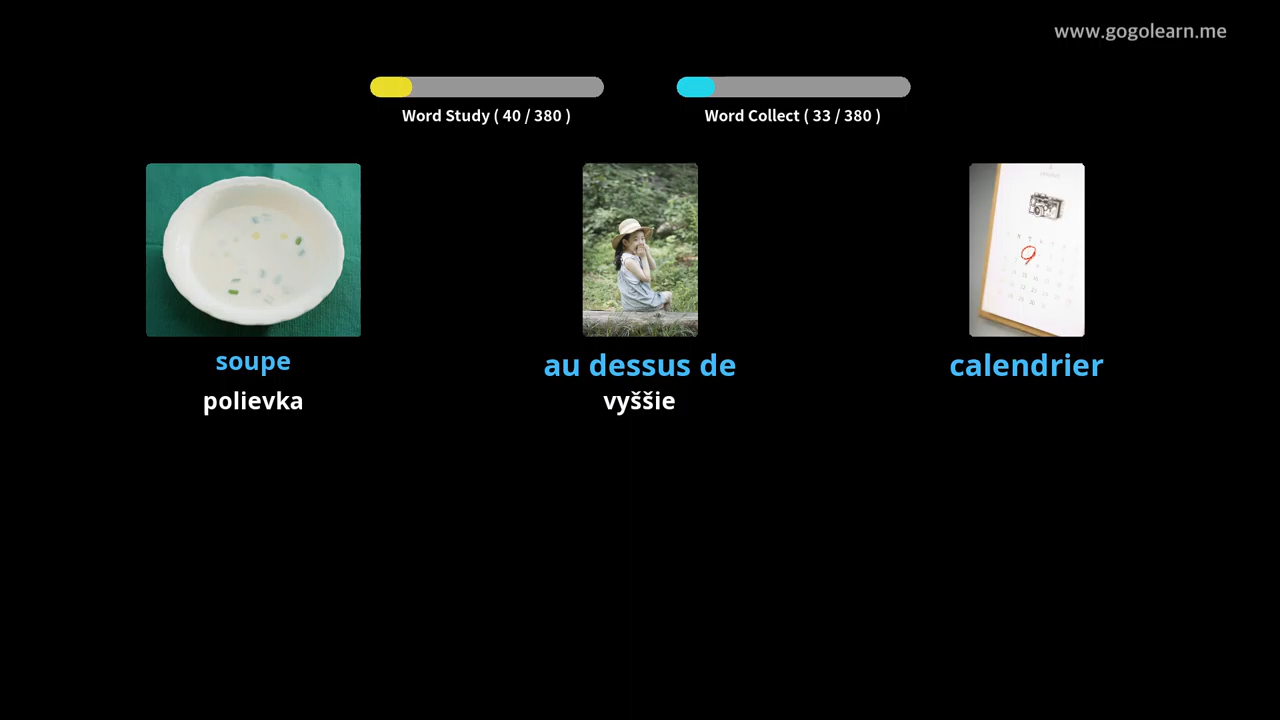 www.gogolearn.me
Word Study ( 40 / 380 )
Word Collect ( 33 / 380 )
soupe
polievka
au dessus de
vyššie
calendrier